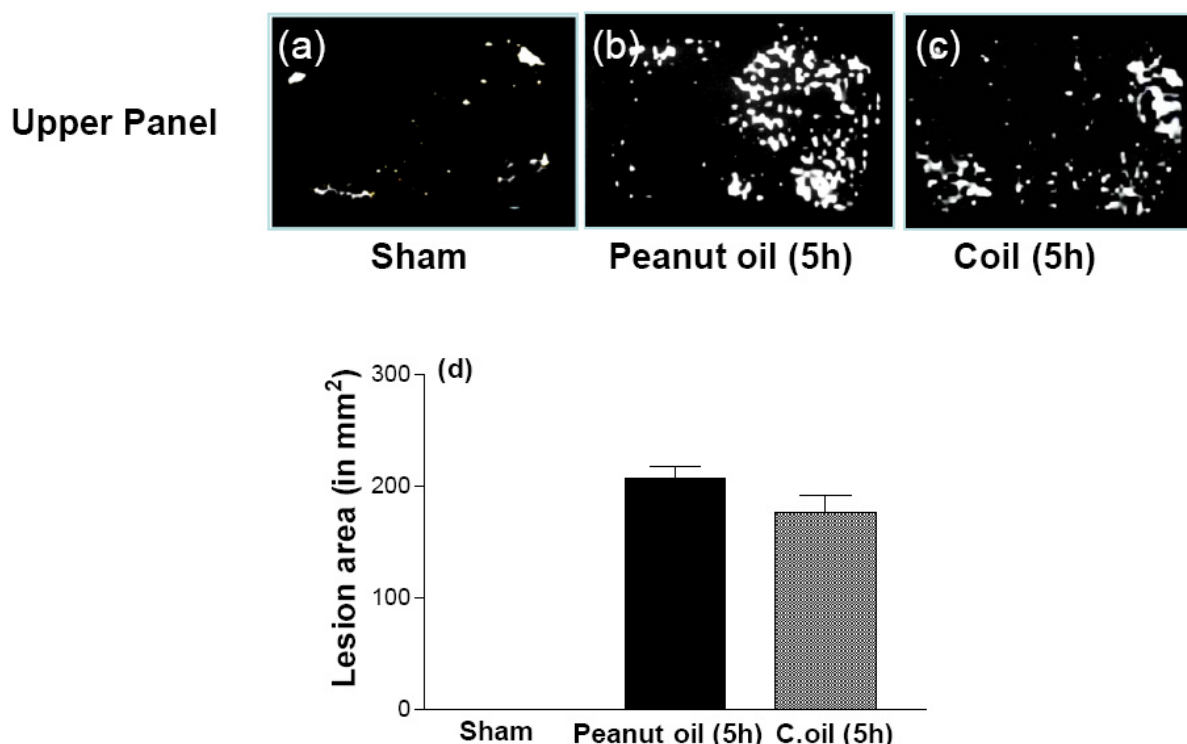 Upper Panel
(a)
(b)
(c)
Sham
Peanut oil (5h)
Coil (5h)
(d)
Lesion area (in mm²)
300
200
100
0
Sham
Peanut oil (5h)
C.oil (5h)